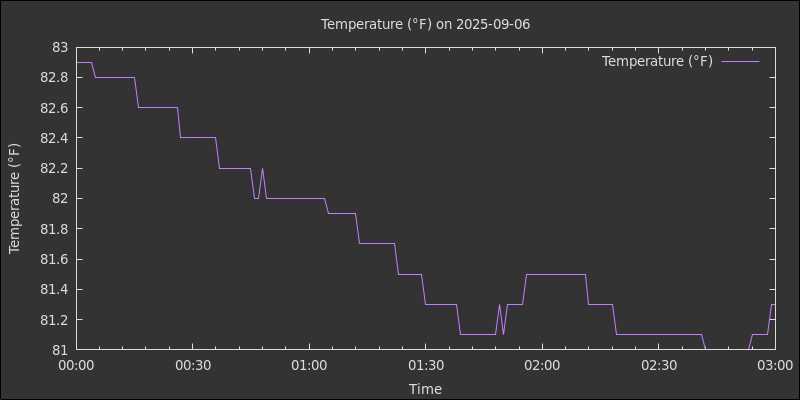 Temperature (°F) on 2025-09-06
Temperature (°F)
83
82.8
82.6
82.4
82.2
82
81.8
81.6
81.4
81.2
81
Temperature (°F)
00:00 00:30 01:00 01:30 02:00 02:30 03:00
Time